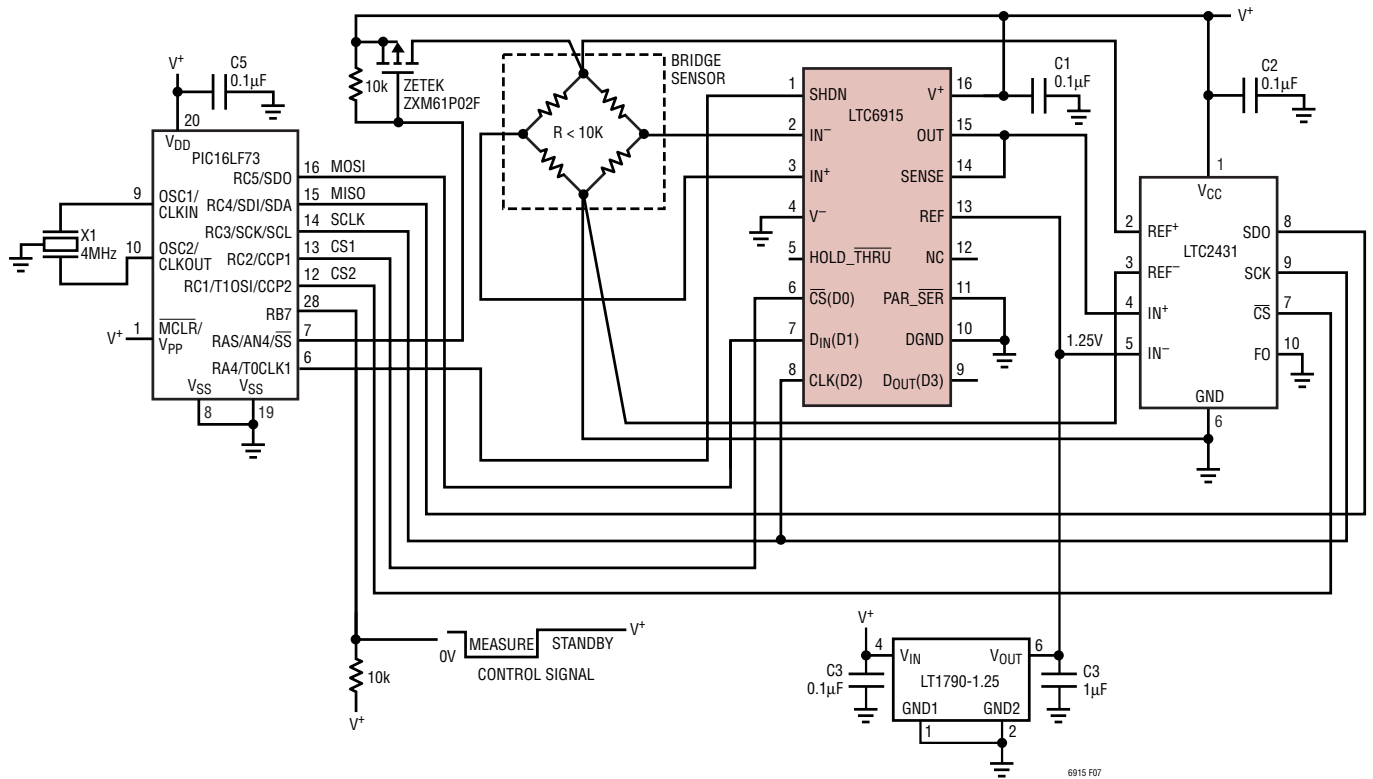 V+
V+
C5
0.1µF
10k
ZETEK
ZXM61P02F
BRIDGE
SENSOR
R < 10K
C1
0.1µF
C2
0.1µF
20
VDD
PIC16LF73
9
OSC1/
CLKIN
10
OSC2/
CLKOUT
X1
4MHz
V+
1
MCLR/
VPP
VSS
VSS
8
19
RC5/SDO
16
MOSI
RC4/SDI/SDA
15
MISO
RC3/SCK/SCL
14
SCLK
RC2/CCP1
13
CS1
RC1/T1OSI/CCP2
12
CS2
RB7
28
RAS/AN4/SS
7
RA4/T0CLK1
6
LTC6915
1
SHDN
2
IN−
3
IN+
4
V−
5
HOLD_THRU
6
CS(D0)
7
DIN(D1)
8
CLK(D2)
V+
16
OUT
15
SENSE
14
REF
13
NC
12
PAR_SER
11
DGND
10
DOUT(D3)
9
1
VCC
LTC2431
2
REF+
3
REF−
4
IN+
1.25V
5
IN−
SDO
8
SCK
9
CS
7
FO
10
GND
6
0V
MEASURE
STANDBY
V+
CONTROL SIGNAL
10k
V+
V+
C3
0.1µF
4
VIN
VOUT
6
LT1790-1.25
GND1
GND2
1
2
C3
1µF
6915 F07